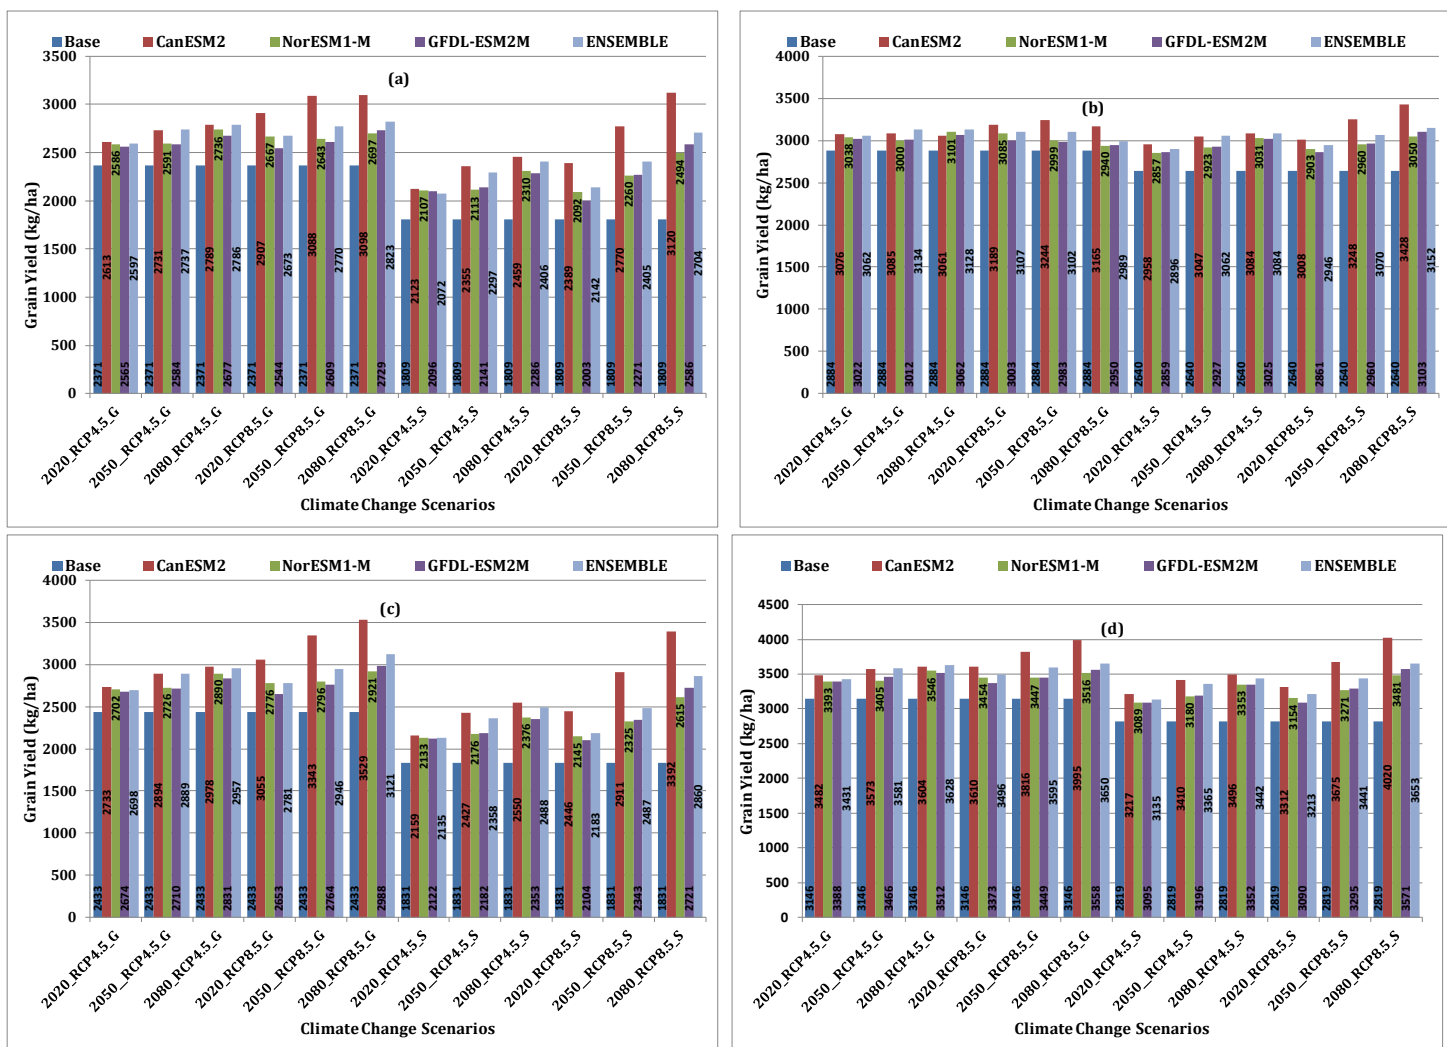 Base CanESM2 NorESM1-M GFDL-ESM2M ENSEMBLE
(a)
Grain Yield (kg/ha)
3500
3000
2500
2000
1500
1000
500
0
2371 2613 2586 2565 2597
2371 2731 2591 2584 2737
2371 2789 2736 2677 2786
2371 2907 2667 2544 2673
2371 3088 2643 2609 2770
2371 3098 2697 2729 2823
1809 2123 2107 2096 2072
1809 2355 2113 2141 2297
1809 2459 2310 2286 2406
1809 2389 2092 2003 2142
1809 2770 2260 2271 2405
1809 3120 2494 2586 2704
2020_RCP4.5_G
2050_RCP4.5_G
2080_RCP4.5_G
2020_RCP8.5_G
2050_RCP8.5_G
2080_RCP8.5_G
2020_RCP4.5_S
2050_RCP4.5_S
2080_RCP4.5_S
2020_RCP8.5_S
2050_RCP8.5_S
2080_RCP8.5_S
Climate Change Scenarios
Base CanESM2 NorESM1-M GFDL-ESM2M ENSEMBLE
(b)
Grain Yield (kg/ha)
4000
3500
3000
2500
2000
1500
1000
500
0
2884 3076 3038 3022 3062
2884 3085 3000 3012 3134
2884 3061 3101 3062 3128
2884 3189 3085 3003 3107
2884 3244 2999 2983 3102
2884 3165 2940 2950 2989
2640 2958 2857 2859 2896
2640 3047 2923 2927 3062
2640 3084 3031 3025 3084
2640 3008 2903 2861 2946
2640 3248 2960 2960 3070
2640 3428 3050 3103 3152
2020_RCP4.5_G
2050_RCP4.5_G
2080_RCP4.5_G
2020_RCP8.5_G
2050_RCP8.5_G
2080_RCP8.5_G
2020_RCP4.5_S
2050_RCP4.5_S
2080_RCP4.5_S
2020_RCP8.5_S
2050_RCP8.5_S
2080_RCP8.5_S
Climate Change Scenarios
Base CanESM2 NorESM1-M GFDL-ESM2M ENSEMBLE
(c)
Grain Yield (kg/ha)
4000
3500
3000
2500
2000
1500
1000
500
0
2433 2733 2702 2674 2698
2433 2894 2726 2710 2889
2433 2978 2890 2831 2957
2433 3055 2776 2653 2781
2433 3343 2796 2764 2946
2433 3529 2921 2988 3121
1831 2159 2133 2122 2135
1831 2427 2176 2182 2358
1831 2550 2376 2353 2488
1831 2446 2145 2104 2183
1831 2911 2325 2343 2487
1831 3392 2615 2721 2860
2020_RCP4.5_G
2050_RCP4.5_G
2080_RCP4.5_G
2020_RCP8.5_G
2050_RCP8.5_G
2080_RCP8.5_G
2020_RCP4.5_S
2050_RCP4.5_S
2080_RCP4.5_S
2020_RCP8.5_S
2050_RCP8.5_S
2080_RCP8.5_S
Climate Change Scenarios
Base CanESM2 NorESM1-M GFDL-ESM2M ENSEMBLE
(d)
Grain Yield (kg/ha)
4500
4000
3500
3000
2500
2000
1500
1000
500
0
3146 3482 3393 3388 3431
3146 3573 3405 3466 3581
3146 3604 3546 3512 3628
3146 3610 3454 3373 3496
3146 3816 3447 3449 3595
3146 3995 3516 3558 3650
2819 3217 3089 3095 3135
2819 3410 3180 3196 3365
2819 3496 3353 3352 3442
2819 3312 3154 3090 3213
2819 3675 3271 3295 3441
2819 4020 3481 3571 3653
2020_RCP4.5_G
2050_RCP4.5_G
2080_RCP4.5_G
2020_RCP8.5_G
2050_RCP8.5_G
2080_RCP8.5_G
2020_RCP4.5_S
2050_RCP4.5_S
2080_RCP4.5_S
2020_RCP8.5_S
2050_RCP8.5_S
2080_RCP8.5_S
Climate Change Scenarios